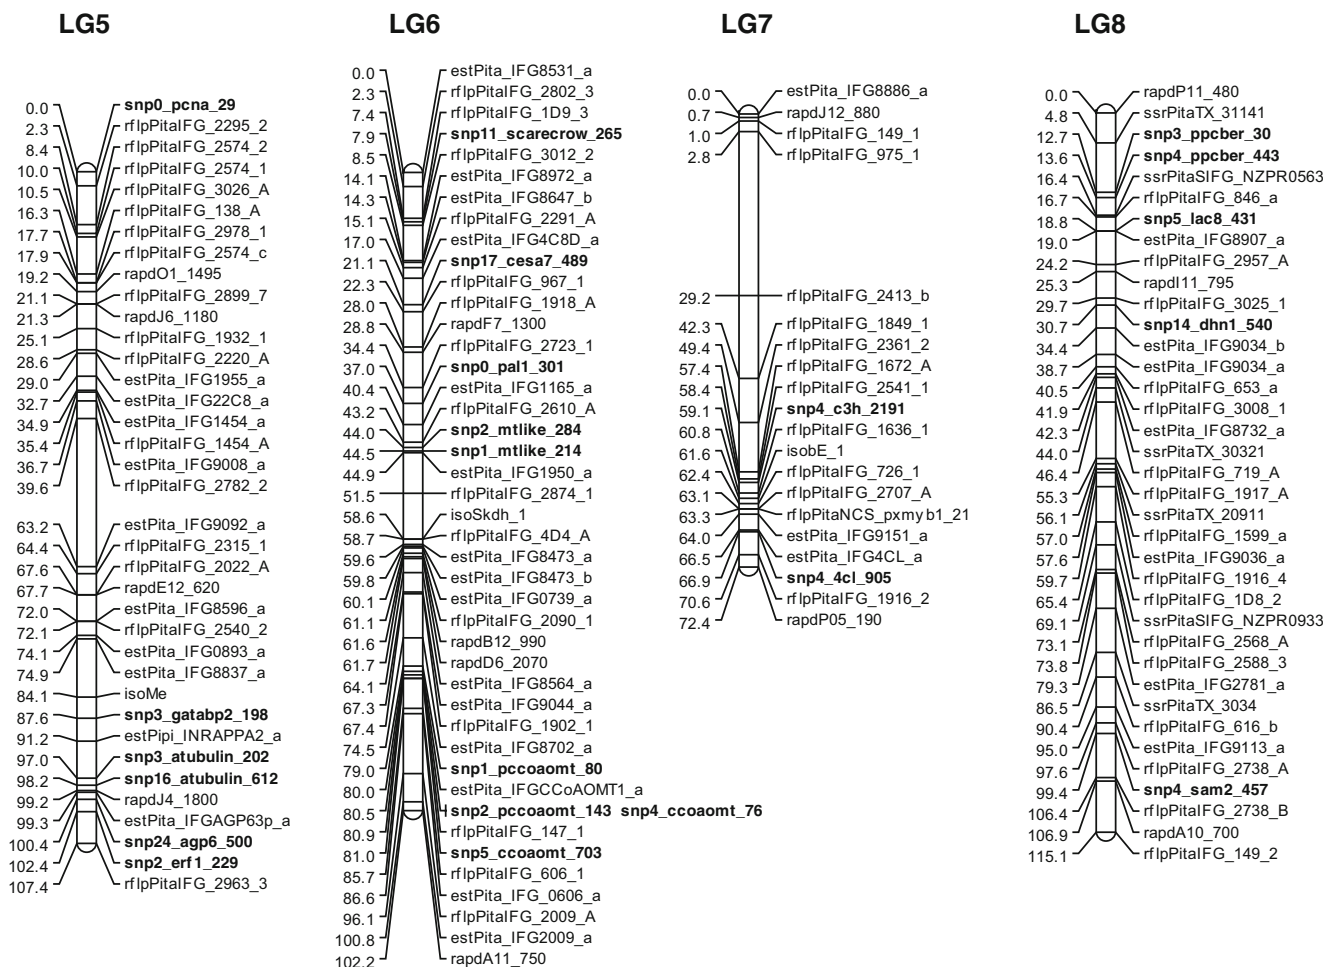 LG5
0.0 snp0_pcna_29
2.3 rflpPitaIFG_2295_2
8.4 rflpPitaIFG_2574_2
10.0 rflpPitaIFG_2574_1
10.5 rflpPitaIFG_3026_A
16.3 rflpPitaIFG_138_A
17.7 rflpPitaIFG_2978_1
17.9 rflpPitaIFG_2574_c
19.2 rapdO1_1495
21.1 rflpPitaIFG_2899_7
21.3 rapdJ6_1180
25.1 rflpPitaIFG_1932_1
28.6 rflpPitaIFG_2220_A
29.0 estPita_IFG1955_a
32.7 estPita_IFG22C8_a
34.9 estPita_IFG1454_a
35.4 rflpPitaIFG_1454_A
36.7 estPita_IFG9008_a
39.6 rflpPitaIFG_2782_2
63.2 estPita_IFG9092_a
64.4 rflpPitaIFG_2315_1
67.6 rflpPitaIFG_2022_A
67.7 rapdE12_620
72.0 estPita_IFG8596_a
72.1 rflpPitaIFG_2540_2
74.1 estPita_IFG0893_a
74.9 estPita_IFG8837_a
84.1 isoMe
87.6 snp3_gatabp2_198
91.2 estPipi_INRAPPA2_a
97.0 snp3_atubulin_202
98.2 snp16_atubulin_612
99.2 rapdJ4_1800
99.3 estPita_IFGAGP63p_a
100.4 snp24_agp6_500
102.4 snp2_erf1_229
107.4 rflpPitaIFG_2963_3
LG6
0.0 estPita_IFG8531_a
2.3 rflpPitaIFG_2802_3
7.4 rflpPitaIFG_1D9_3
7.9 snp11_scarecrow_265
8.5 rflpPitaIFG_3012_2
14.1 estPita_IFG8972_a
14.3 estPita_IFG8647_b
15.1 rflpPitaIFG_2291_A
17.0 estPita_IFG4C8D_a
21.1 snp17_cesa7_489
22.3 rflpPitaIFG_967_1
28.0 rflpPitaIFG_1918_A
28.8 rapdF7_1300
34.4 rflpPitaIFG_2723_1
37.0 snp0_pal1_301
40.4 estPita_IFG1165_a
43.2 rflpPitaIFG_2610_A
44.0 snp2_mtlike_284
44.5 snp1_mtlike_214
44.9 estPita_IFG1950_a
51.5 rflpPitaIFG_2874_1
58.6 isoSkdh_1
58.7 rflpPitaIFG_4D4_A
59.6 estPita_IFG8473_a
59.8 estPita_IFG8473_b
60.1 estPita_IFG0739_a
61.1 rflpPitaIFG_2090_1
61.6 rapdB12_990
61.7 rapdD6_2070
64.1 estPita_IFG8564_a
67.3 estPita_IFG9044_a
67.4 rflpPitaIFG_1902_1
74.5 estPita_IFG8702_a
79.0 snp1_pccoaomt_80
80.0 estPita_IFGCCoAOMT1_a
80.5 snp2_pccoaomt_143 snp4_ccoaomt_76
80.9 rflpPitaIFG_147_1
81.0 snp5_ccoaomt_703
85.7 rflpPitaIFG_606_1
86.6 estPita_IFG_0606_a
96.1 rflpPitaIFG_2009_A
100.8 estPita_IFG2009_a
102.2 rapdA11_750
LG7
0.0 estPita_IFG8886_a
0.7 rapdJ12_880
1.0 rflpPitaIFG_149_1
2.8 rflpPitaIFG_975_1
29.2 rflpPitaIFG_2413_b
42.3 rflpPitaIFG_1849_1
49.4 rflpPitaIFG_2361_2
57.4 rflpPitaIFG_1672_A
58.4 rflpPitaIFG_2541_1
59.1 snp4_c3h_2191
60.8 rflpPitaIFG_1636_1
61.6 isobE_1
62.4 rflpPitaIFG_726_1
63.1 rflpPitaIFG_2707_A
63.3 rflpPitaNCS_pxmyb1_21
64.0 estPita_IFG9151_a
66.5 estPita_IFG4CL_a
66.9 snp4_4cl_905
70.6 rflpPitaIFG_1916_2
72.4 rapdP05_190
LG8
0.0 rapdP11_480
4.8 ssrPitaTX_31141
12.7 snp3_ppcber_30
13.6 snp4_ppcber_443
16.4 ssrPitaSIFG_NZPR0563
16.7 rflpPitaIFG_846_a
18.8 snp5_lac8_431
19.0 estPita_IFG8907_a
24.2 rflpPitaIFG_2957_A
25.3 rapdI11_795
29.7 rflpPitaIFG_3025_1
30.7 snp14_dhn1_540
34.4 estPita_IFG9034_b
38.7 estPita_IFG9034_a
40.5 rflpPitaIFG_653_a
41.9 rflpPitaIFG_3008_1
42.3 estPita_IFG8732_a
44.0 ssrPitaTX_30321
46.4 rflpPitaIFG_719_A
55.3 rflpPitaIFG_1917_A
56.1 ssrPitaTX_20911
57.0 rflpPitaIFG_1599_a
57.6 estPita_IFG9036_a
59.7 rflpPitaIFG_1916_4
65.4 rflpPitaIFG_1D8_2
69.1 ssrPitaSIFG_NZPR0933
73.1 rflpPitaIFG_2568_A
73.8 rflpPitaIFG_2588_3
79.3 estPita_IFG2781_a
86.5 ssrPitaTX_3034
90.4 rflpPitaIFG_616_b
95.0 estPita_IFG9113_a
97.6 rflpPitaIFG_2738_A
99.4 snp4_sam2_457
106.4 rflpPitaIFG_2738_B
106.9 rapdA10_700
115.1 rflpPitaIFG_149_2